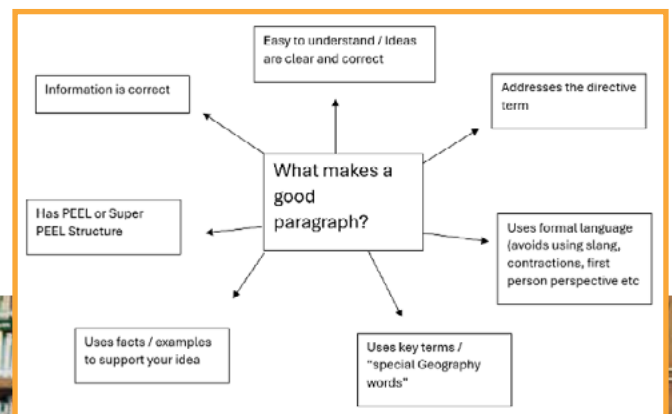 Easy to understand / Ideas
are clear and correct
Information is correct
Addresses the directive
term
What makes a
good
paragraph?
Has PEEL or Super
PEEL Structure
Uses formal language
(avoids using slang,
contractions, first
person perspective etc
Uses facts / examples
to support your idea
Uses key terms /
"special Geography
words"